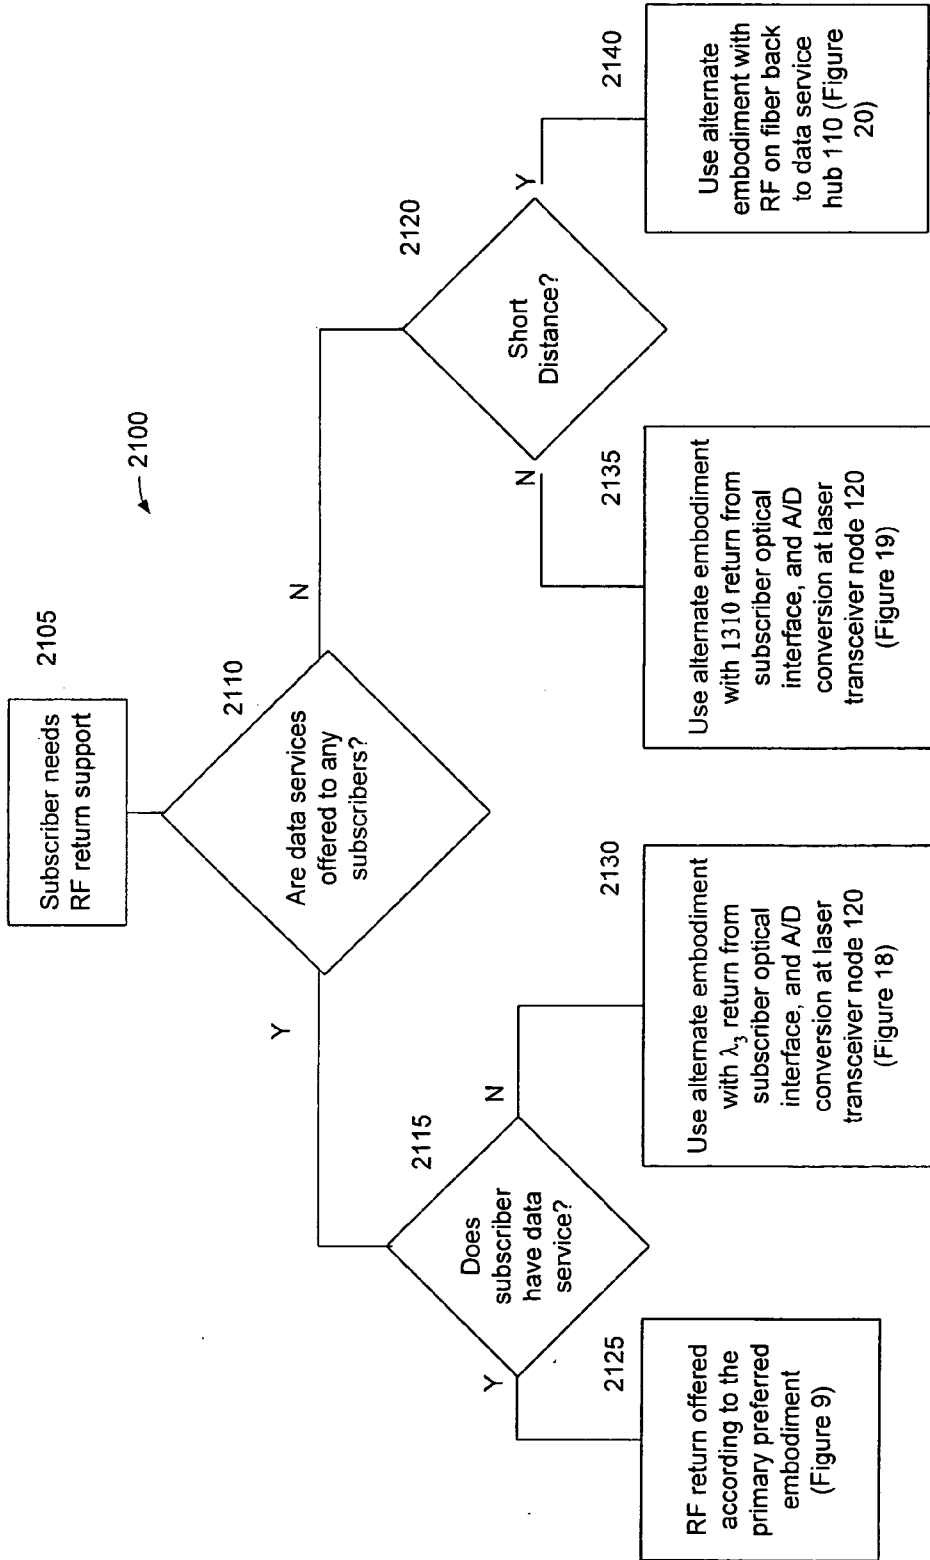 2100
2105
Subscriber needs
RF return support
2110
Are data services
offered to any
subscribers?
Y
N
2115
Does
subscriber
have data
service?
Y
N
2120
Short
Distance?
N
Y
2125
RF return offered
according to the
primary preferred
embodiment
(Figure 9)
2130
Use alternate embodiment
with λ3 return from
subscriber optical
interface, and A/D
conversion at laser
transceiver node 120
(Figure 18)
2135
Use alternate embodiment
with 1310 return from
subscriber optical
interface, and A/D
conversion at laser
transceiver node 120
(Figure 19)
2140
Use alternate
embodiment with
RF on fiber back
to data service
hub 110 (Figure
20)